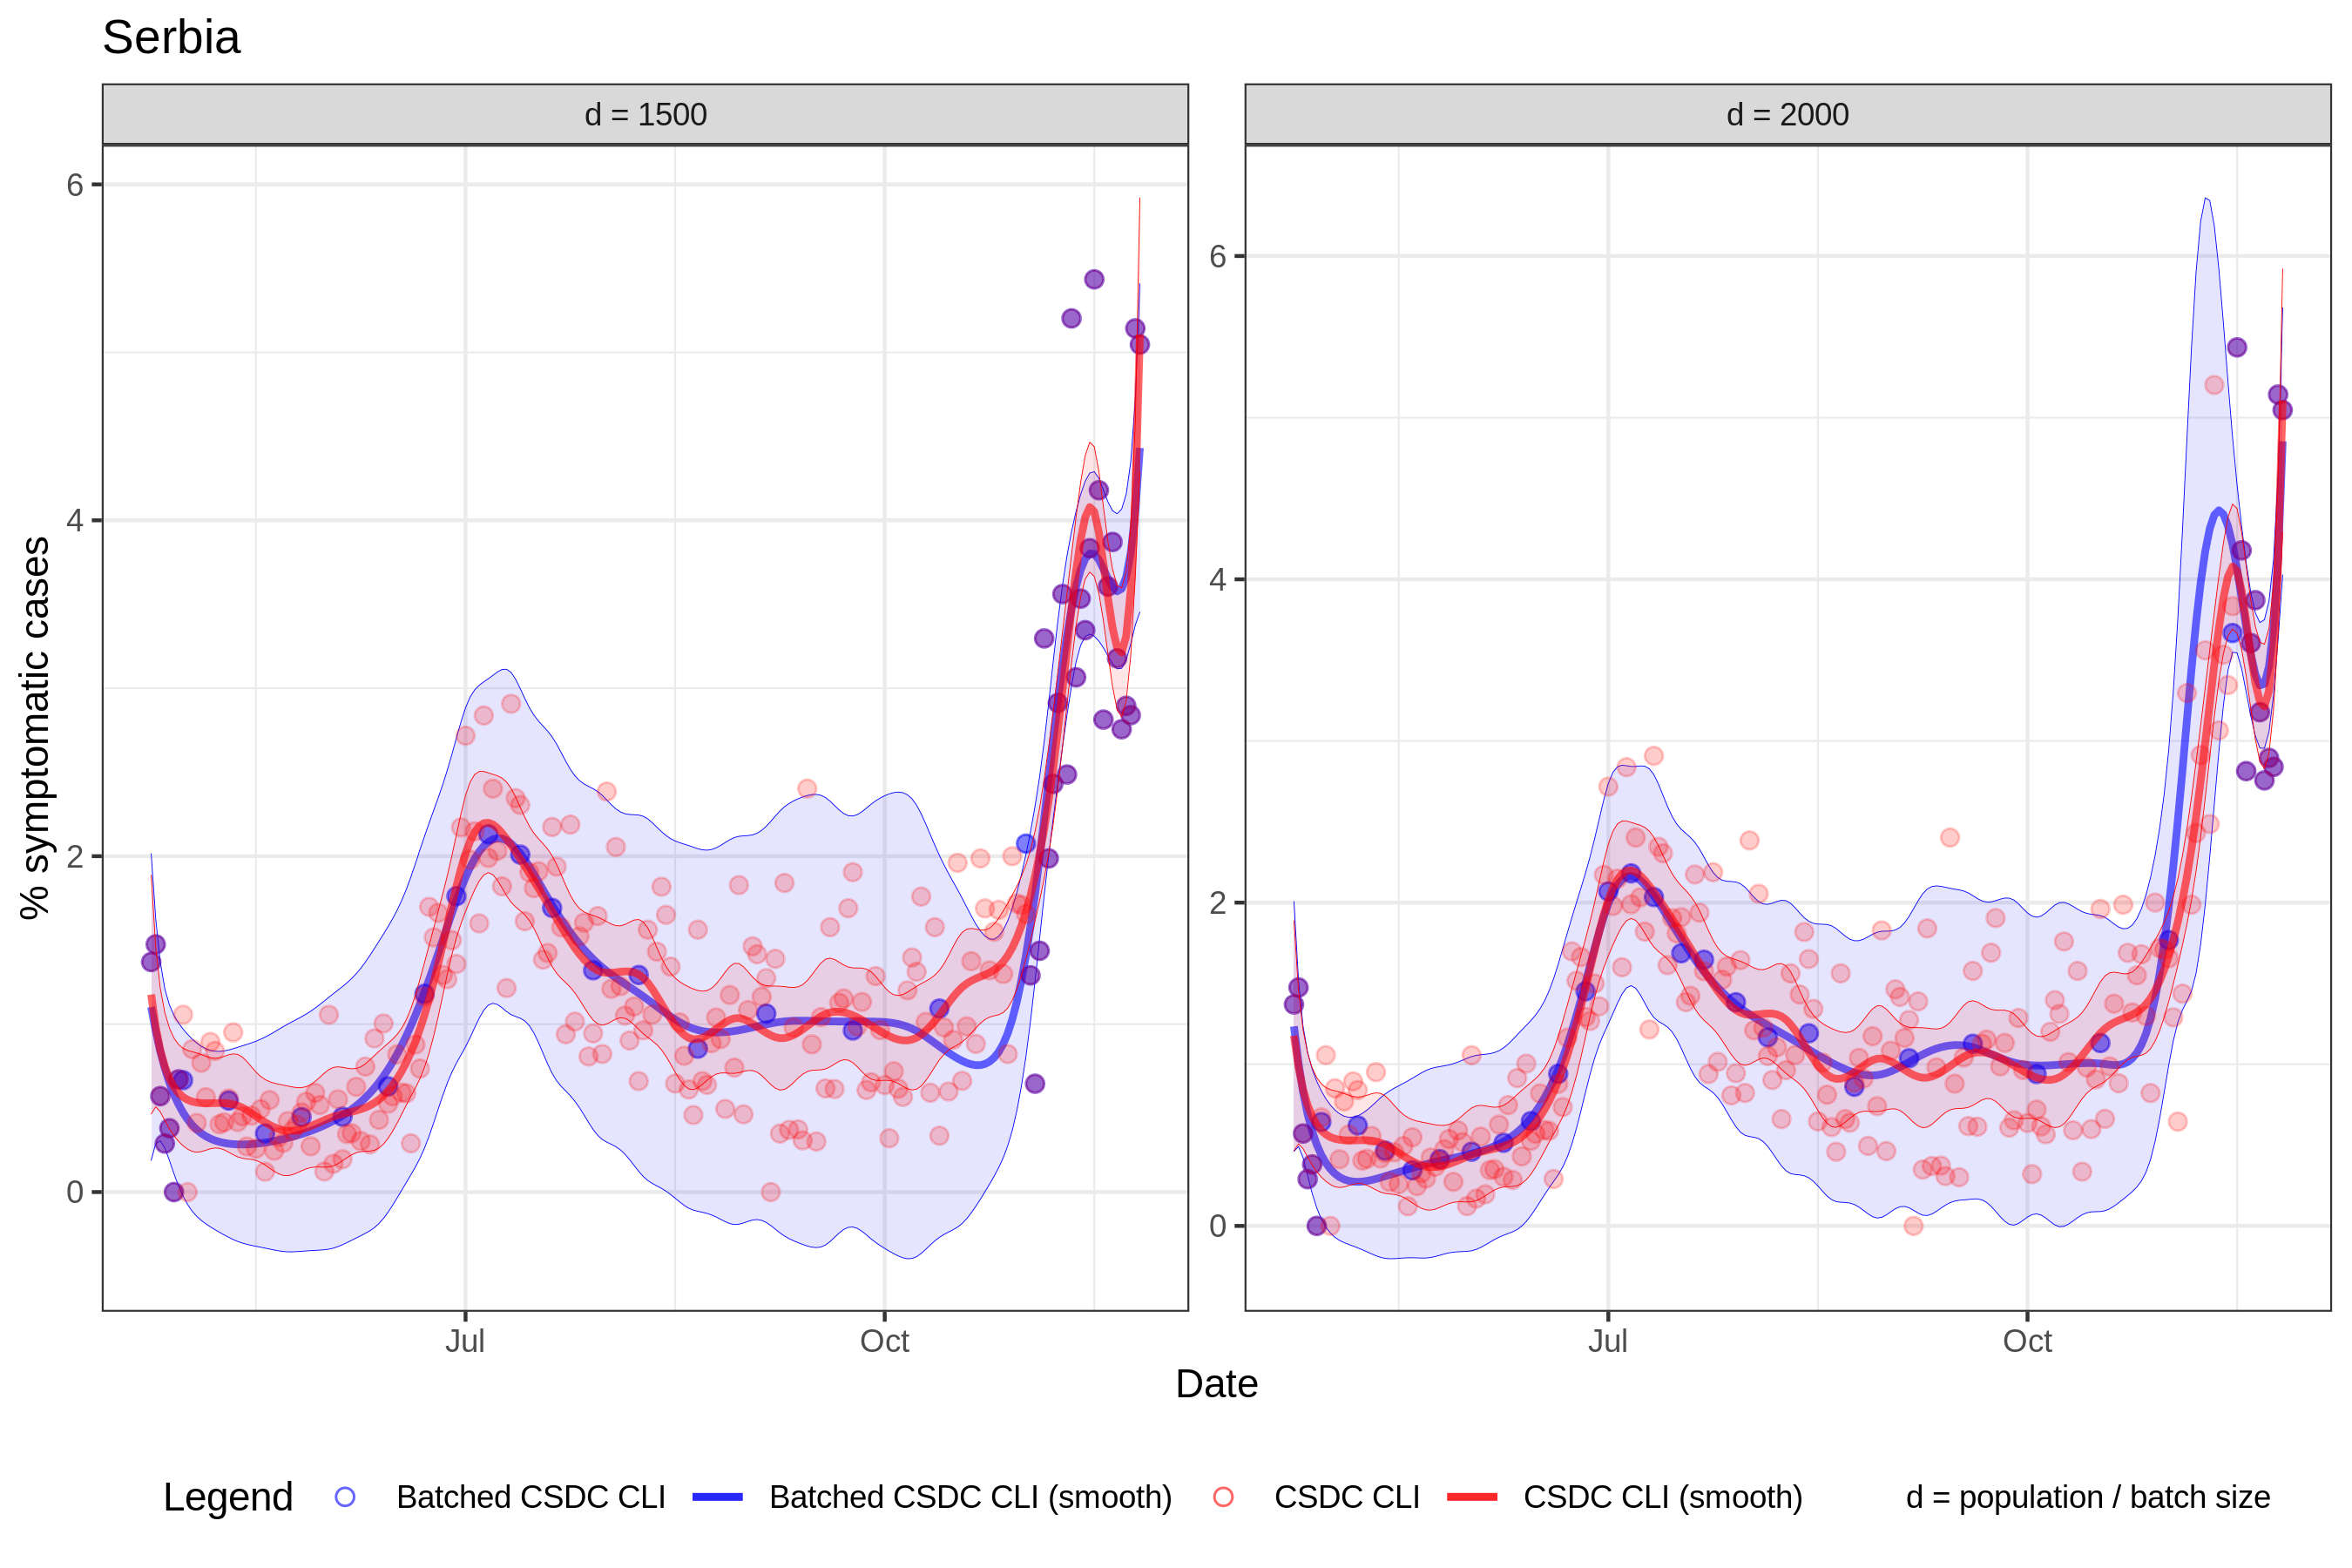 Serbia
d = 1500
d = 2000
% symptomatic cases
6
4
2
0
6
4
2
0
Jul
Oct
Jul
Oct
Date
Legend
Batched CSDC CLI
Batched CSDC CLI (smooth)
CSDC CLI
CSDC CLI (smooth)
d = population / batch size